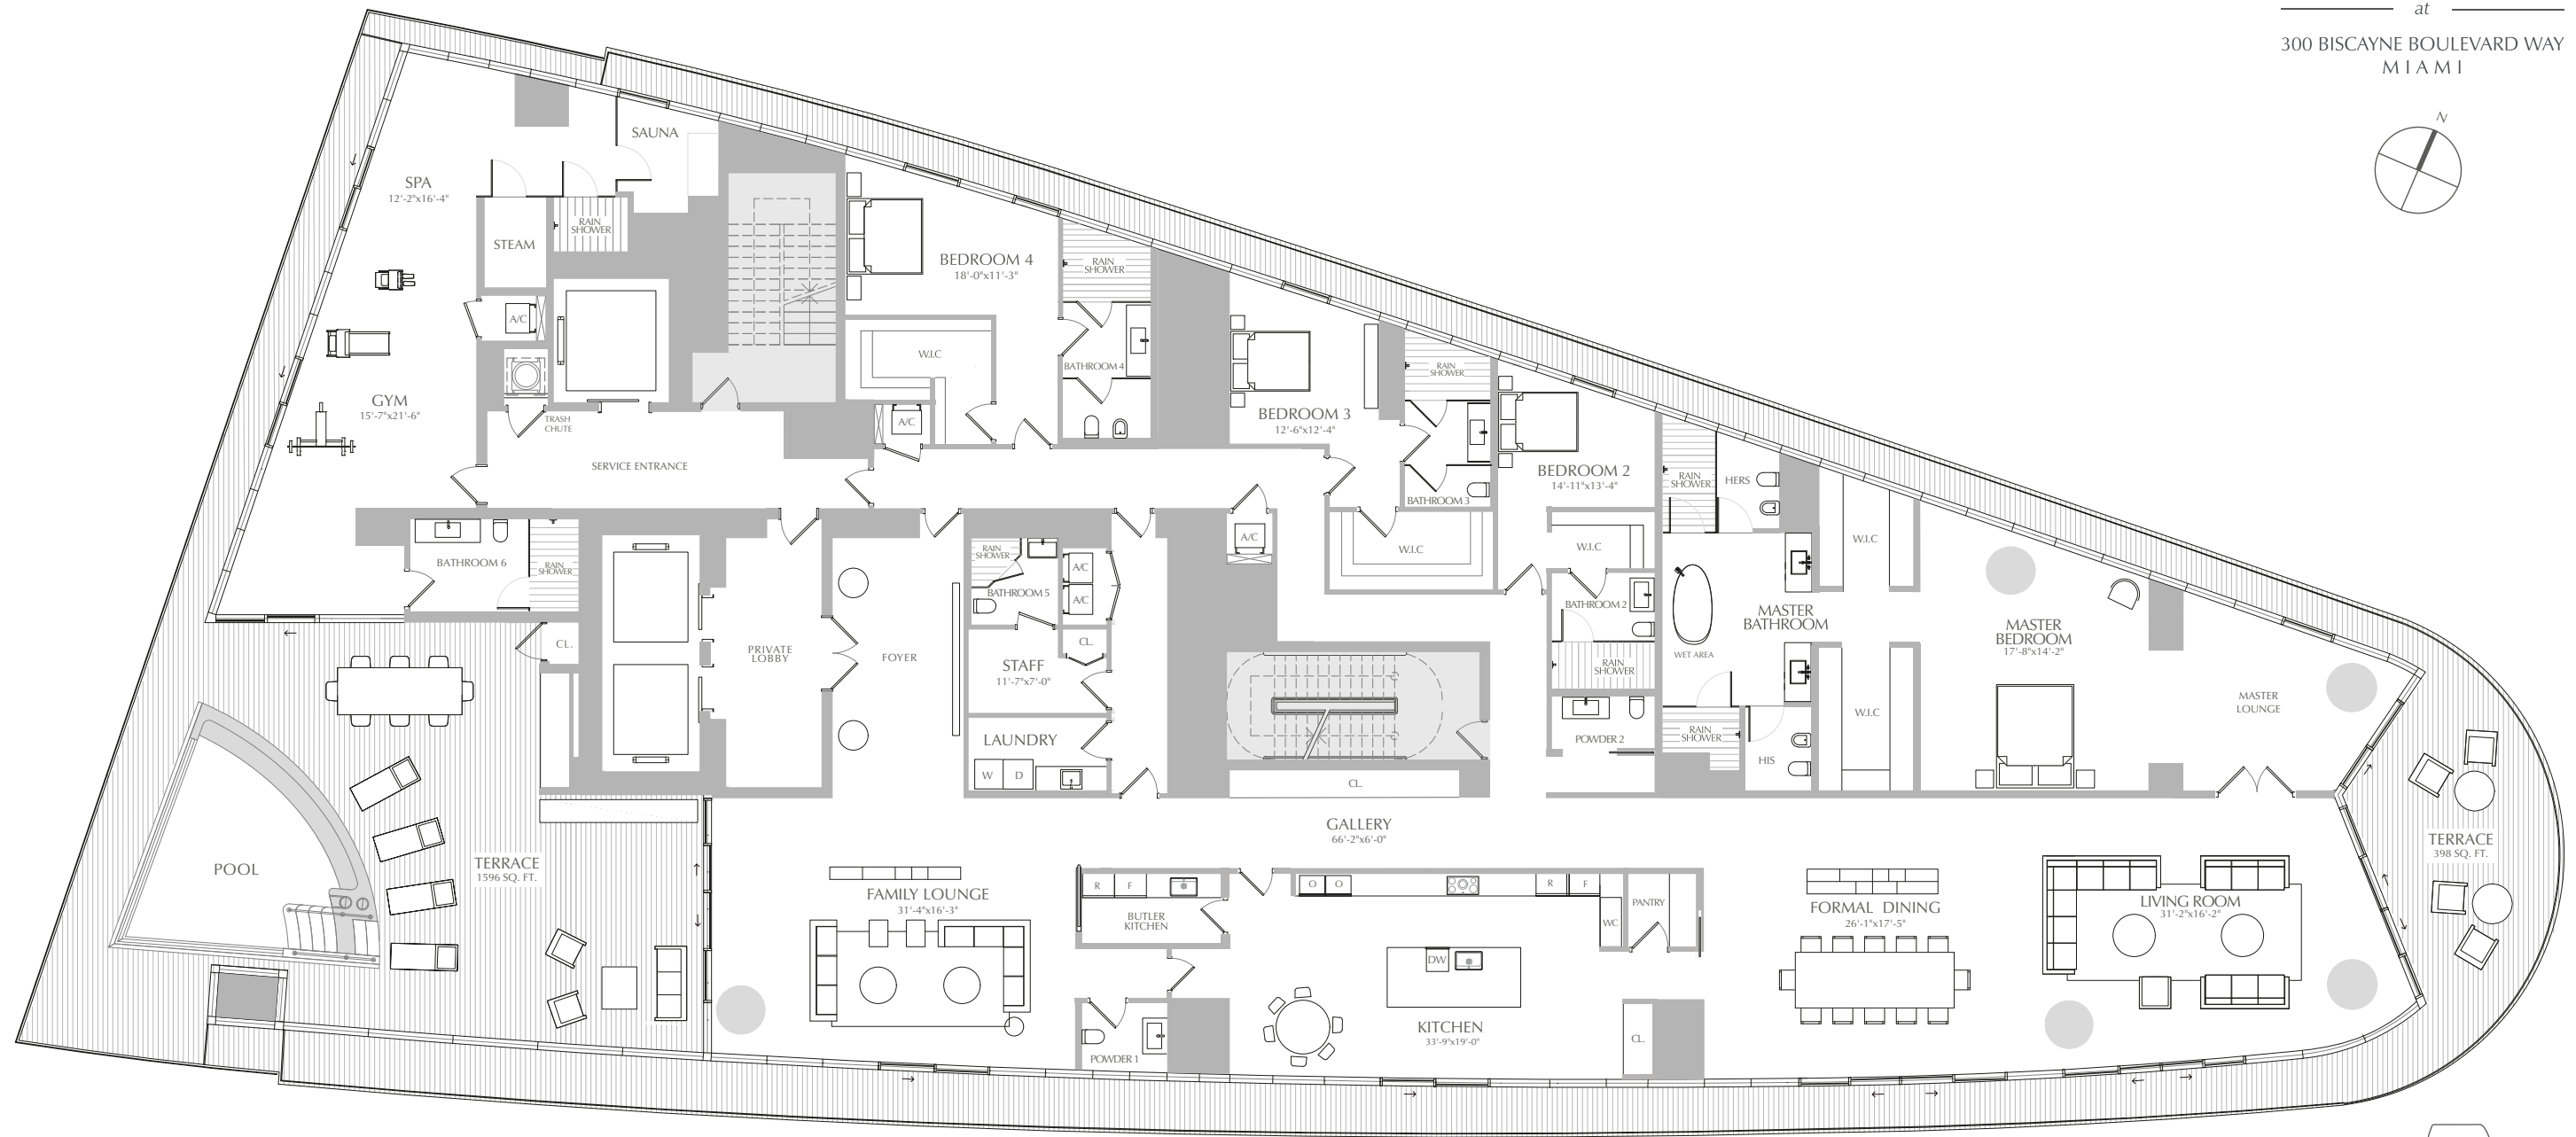 at
300 BISCAYNE BOULEVARD WAY
MIAMI
N
SAUNA
SPA
12'-2"x16'-4"
RAIN
SHOWER
STEAM
A/C
GYM
15'-7"x21'-6"
TRASH
CHUTE
SERVICE ENTRANCE
BEDROOM 4
18'-0"x11'-3"
RAIN
SHOWER
W.I.C
BATHROOM 4
A/C
BEDROOM 3
12'-6"x12'-4"
RAIN
SHOWER
BATHROOM 3
W.I.C
A/C
BEDROOM 2
14'-11"x13'-4"
W.I.C
BATHROOM 2
RAIN
SHOWER
POWDER 2
RAIN
SHOWER
HERS
W.I.C
MASTER
BATHROOM
WET AREA
RAIN
SHOWER
HIS
W.I.C
MASTER
BEDROOM
17'-8"x14'-2"
MASTER
LOUNGE
BATHROOM 6
RAIN
SHOWER
CL.
PRIVATE
LOBBY
FOYER
RAIN
SHOWER
BATHROOM 5
A/C
A/C
CL.
STAFF
11'-7"x7'-0"
LAUNDRY
W
D
CL.
GALLERY
66'-2"x6'-0"
POOL
TERRACE
1596 SQ. FT.
FAMILY LOUNGE
31'-4"x16'-3"
R
F
BUTLER
KITCHEN
POWDER 1
O
O
R
F
WC
PANTRY
DW
KITCHEN
33'-9"x19'-0"
CL.
FORMAL DINING
26'-1"x17'-5"
LIVING ROOM
31'-2"x16'-2"
TERRACE
398 SQ. FT.